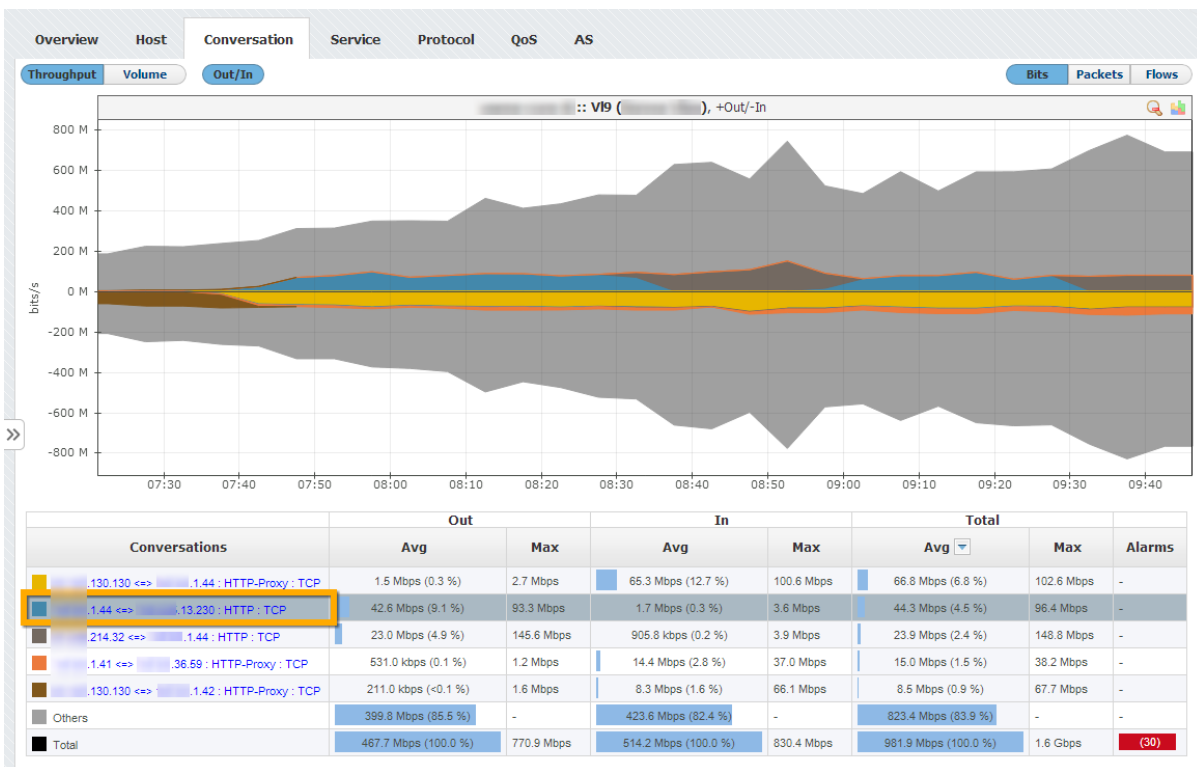 Overview Host Conversation Service Protocol QoS AS
Throughput Volume Out/In Bits Packets Flows
:: Vl9 ( ), +Out/-In
800 M
600 M
400 M
200 M
0 M
-200 M
-400 M
-600 M
-800 M
bits/s
07:30 07:40 07:50 08:00 08:10 08:20 08:30 08:40 08:50 09:00 09:10 09:20 09:30 09:40
Out In Total
Conversations Avg Max Avg Max Avg Max Alarms
.130.130 <=> .1.44 : HTTP-Proxy : TCP 1.5 Mbps (0.3 %) 2.7 Mbps 65.3 Mbps (12.7 %) 100.6 Mbps 66.8 Mbps (6.8 %) 102.6 Mbps -
.1.44 <=> .13.230 : HTTP : TCP 42.6 Mbps (9.1 %) 93.3 Mbps 1.7 Mbps (0.3 %) 3.6 Mbps 44.3 Mbps (4.5 %) 96.4 Mbps -
.214.32 <=> .1.44 : HTTP : TCP 23.0 Mbps (4.9 %) 145.6 Mbps 905.8 kbps (0.2 %) 3.9 Mbps 23.9 Mbps (2.4 %) 148.8 Mbps -
.1.41 <=> .36.59 : HTTP-Proxy : TCP 531.0 kbps (0.1 %) 1.2 Mbps 14.4 Mbps (2.8 %) 37.0 Mbps 15.0 Mbps (1.5 %) 38.2 Mbps -
.130.130 <=> .1.42 : HTTP-Proxy : TCP 211.0 kbps (<0.1 %) 1.6 Mbps 8.3 Mbps (1.6 %) 66.1 Mbps 8.5 Mbps (0.9 %) 67.7 Mbps -
Others 399.8 Mbps (85.5 %) - 423.6 Mbps (82.4 %) - 823.4 Mbps (83.9 %) - -
Total 467.7 Mbps (100.0 %) 770.9 Mbps 514.2 Mbps (100.0 %) 830.4 Mbps 981.9 Mbps (100.0 %) 1.6 Gbps (30)